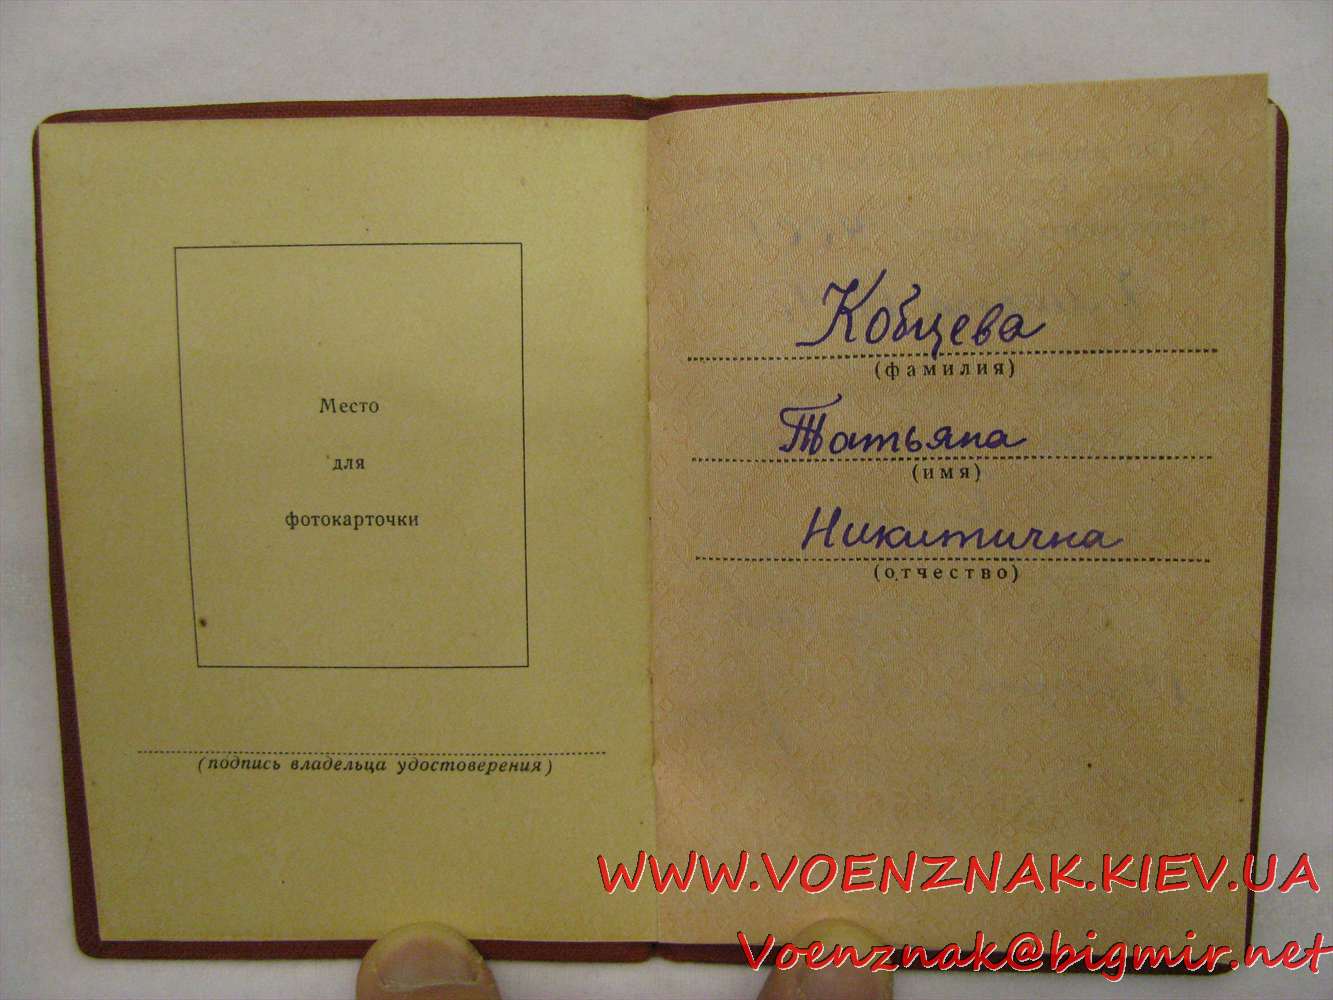 Место
для
фотокарточки
(подпись владельца удостоверения)
Кобцева
(фамилия)
Татьяна
(имя)
Никитична
(отчество)
WWW.VOENZNAK.KIEV.UA
Voenznak@bigmir.net